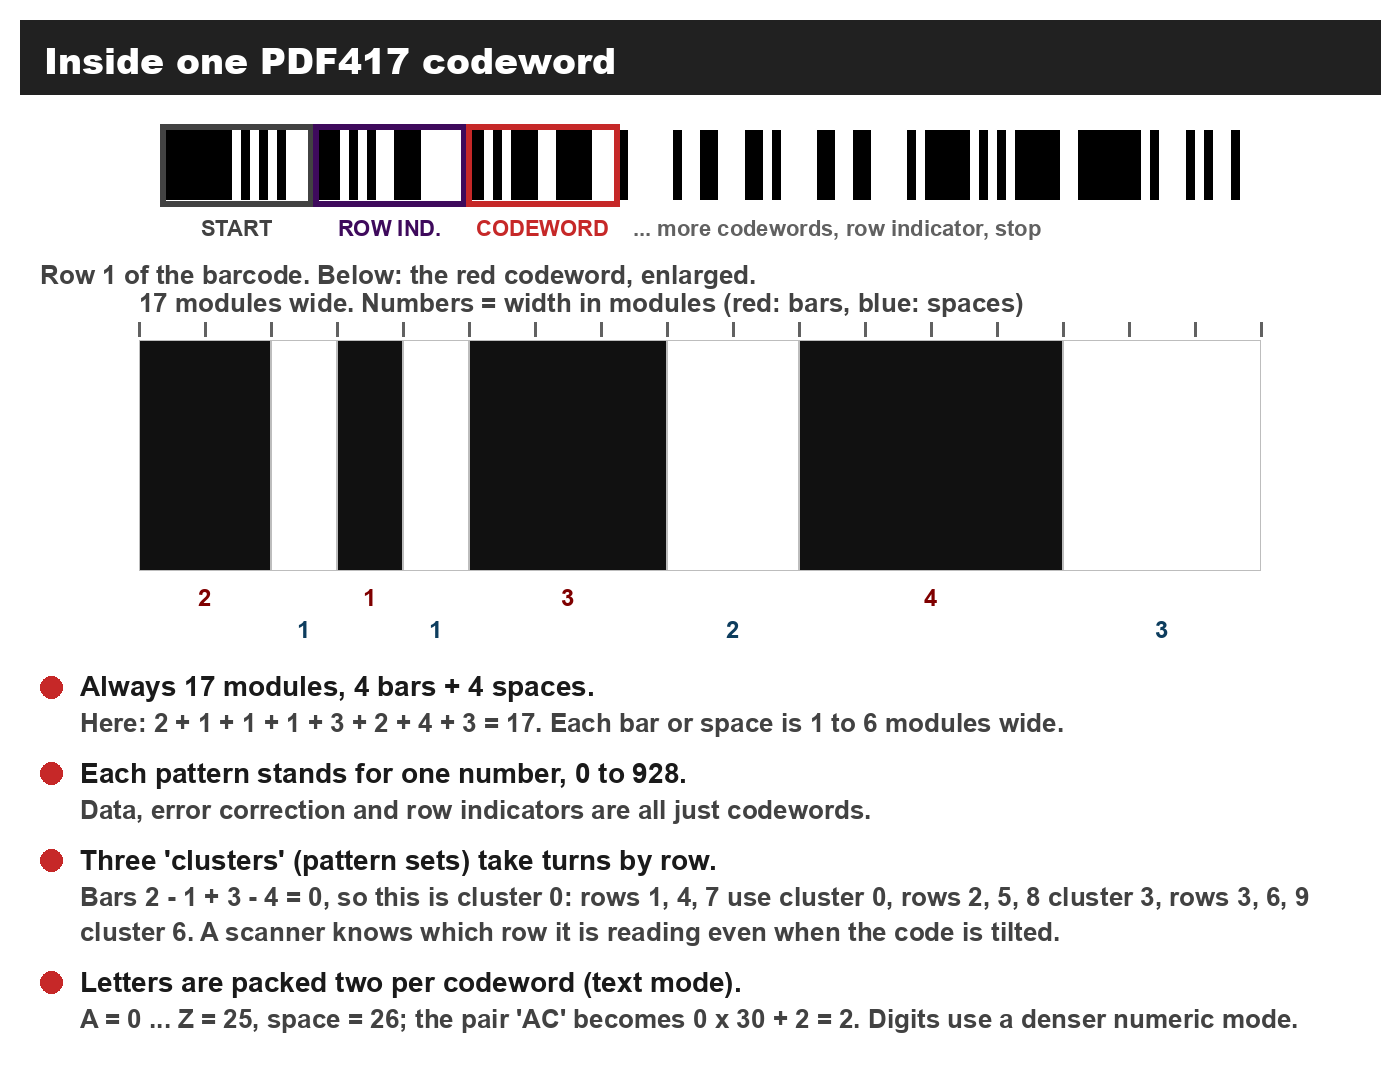 Inside one PDF417 codeword
START ROW IND. CODEWORD ... more codewords, row indicator, stop
Row 1 of the barcode. Below: the red codeword, enlarged.
17 modules wide. Numbers = width in modules (red: bars, blue: spaces)
2 1 3 4
1 1 2 3
Always 17 modules, 4 bars + 4 spaces.
Here: 2 + 1 + 1 + 1 + 3 + 2 + 4 + 3 = 17. Each bar or space is 1 to 6 modules wide.
Each pattern stands for one number, 0 to 928.
Data, error correction and row indicators are all just codewords.
Three 'clusters' (pattern sets) take turns by row.
Bars 2 - 1 + 3 - 4 = 0, so this is cluster 0: rows 1, 4, 7 use cluster 0, rows 2, 5, 8 cluster 3, rows 3, 6, 9
cluster 6. A scanner knows which row it is reading even when the code is tilted.
Letters are packed two per codeword (text mode).
A = 0 ... Z = 25, space = 26; the pair 'AC' becomes 0 x 30 + 2 = 2. Digits use a denser numeric mode.